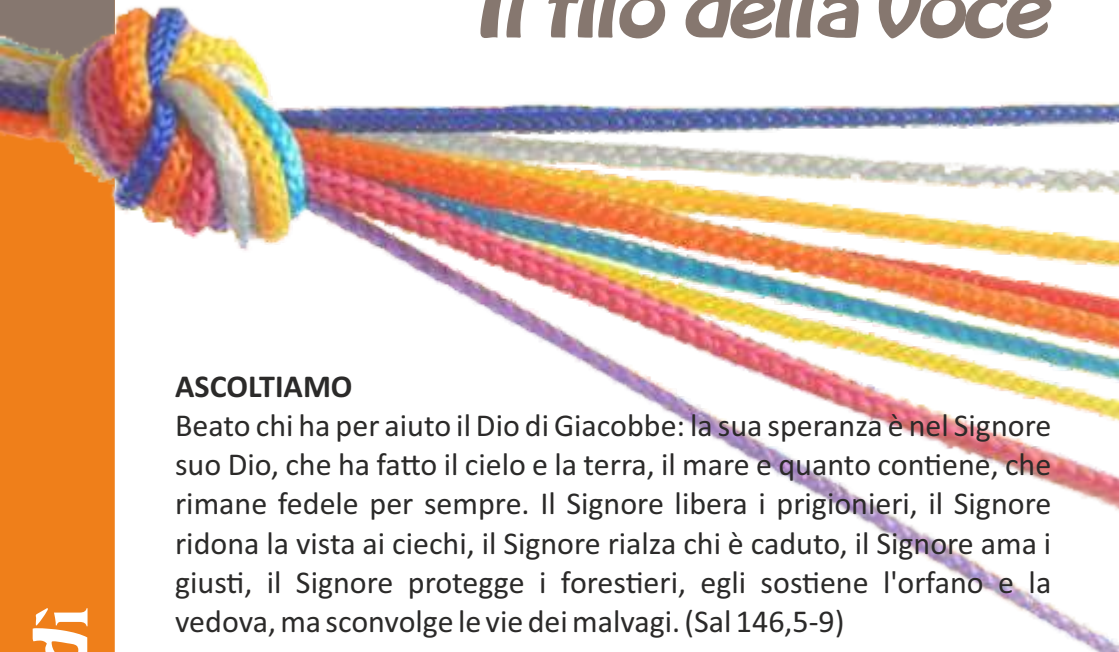 Il filo della voce
ASCOLTIAMO
Beato chi ha per aiuto il Dio di Giacobbe: la sua speranza è nel Signore
suo Dio, che ha fatto il cielo e la terra, il mare e quanto contiene, che
rimane fedele per sempre. Il Signore libera i prigionieri, il Signore
ridona la vista ai ciechi, il Signore rialza chi è caduto, il Signore ama i
giusti, il Signore protegge i forestieri, egli sostiene l'orfano e la
vedova, ma sconvolge le vie dei malvagi. (Sal 146,5-9)